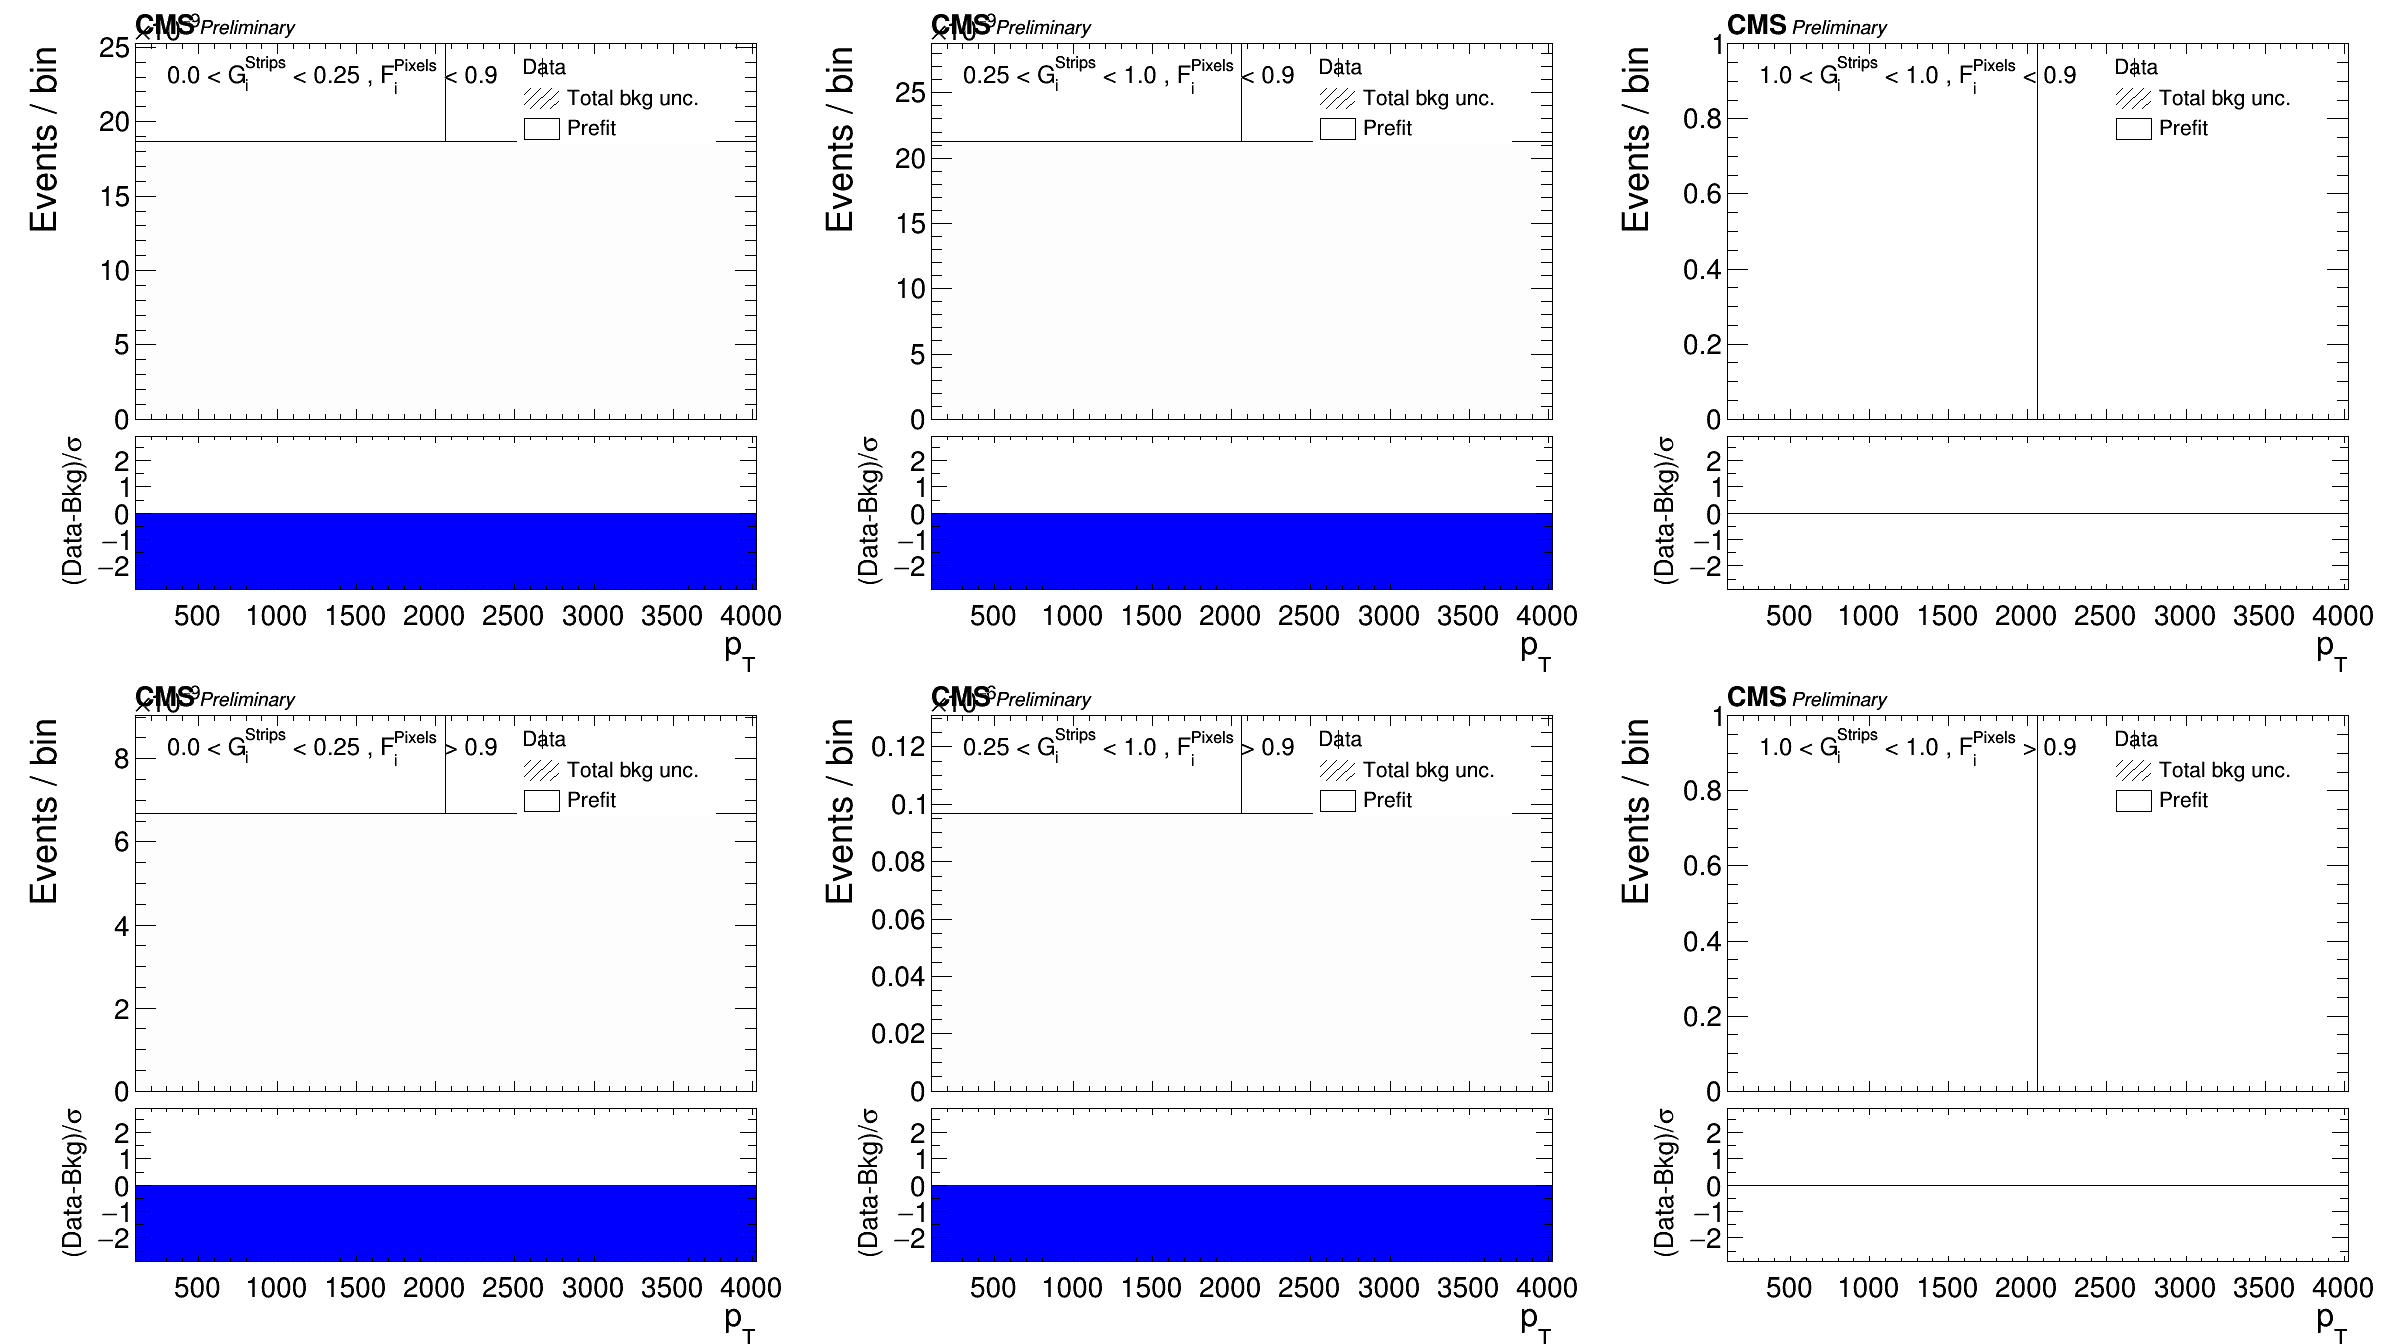 CMS Preliminary
×10⁻⁹
0.0 < G_i^Strips < 0.25 , F_i^Pixels < 0.9
Data
Total bkg unc.
Prefit
Events / bin
25
20
15
10
5
0
(Data-Bkg)/σ
2
1
0
−1
−2
500 1000 1500 2000 2500 3000 3500 4000
p_T
CMS Preliminary
×10⁻⁹
0.25 < G_i^Strips < 1.0 , F_i^Pixels < 0.9
Data
Total bkg unc.
Prefit
Events / bin
25
20
15
10
5
0
(Data-Bkg)/σ
2
1
0
−1
−2
500 1000 1500 2000 2500 3000 3500 4000
p_T
CMS Preliminary
1.0 < G_i^Strips < 1.0 , F_i^Pixels < 0.9
Data
Total bkg unc.
Prefit
Events / bin
1
0.8
0.6
0.4
0.2
0
(Data-Bkg)/σ
2
1
0
−1
−2
500 1000 1500 2000 2500 3000 3500 4000
p_T
CMS Preliminary
×10⁻⁹
0.0 < G_i^Strips < 0.25 , F_i^Pixels > 0.9
Data
Total bkg unc.
Prefit
Events / bin
8
6
4
2
0
(Data-Bkg)/σ
2
1
0
−1
−2
500 1000 1500 2000 2500 3000 3500 4000
p_T
CMS Preliminary
×10⁻⁶
0.25 < G_i^Strips < 1.0 , F_i^Pixels > 0.9
Data
Total bkg unc.
Prefit
Events / bin
0.12
0.1
0.08
0.06
0.04
0.02
0
(Data-Bkg)/σ
2
1
0
−1
−2
500 1000 1500 2000 2500 3000 3500 4000
p_T
CMS Preliminary
1.0 < G_i^Strips < 1.0 , F_i^Pixels > 0.9
Data
Total bkg unc.
Prefit
Events / bin
1
0.8
0.6
0.4
0.2
0
(Data-Bkg)/σ
2
1
0
−1
−2
500 1000 1500 2000 2500 3000 3500 4000
p_T